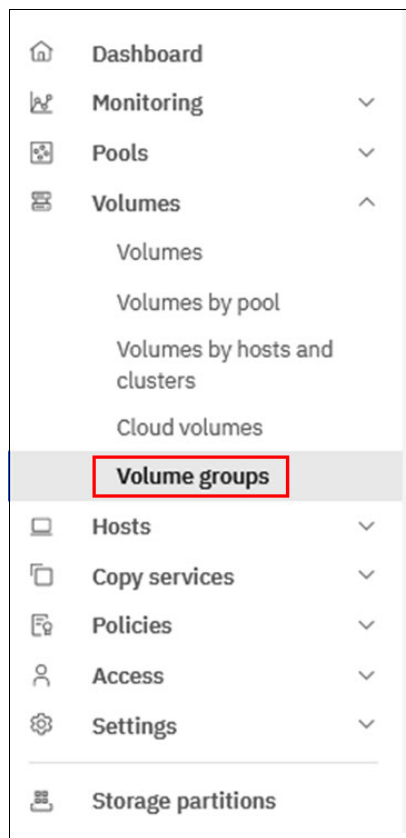 Dashboard
Monitoring
Pools
Volumes
Volumes
Volumes by pool
Volumes by hosts and
clusters
Cloud volumes
Volume groups
Hosts
Copy services
Policies
Access
Settings
Storage partitions